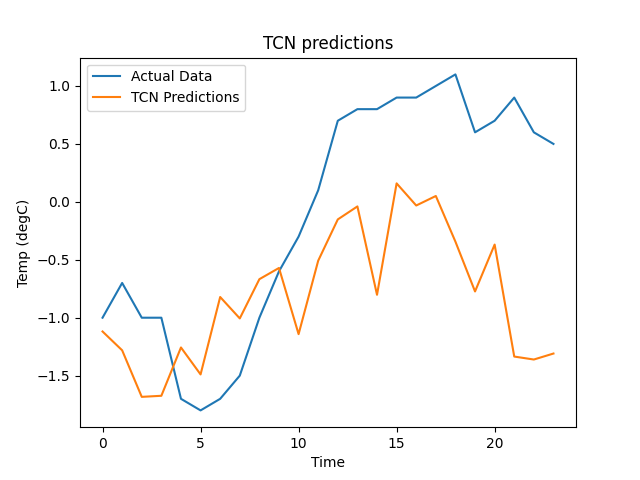 TCN predictions
Actual Data
TCN Predictions
Temp (degC)
1.0
0.5
0.0
−0.5
−1.0
−1.5
0 5 10 15 20
Time